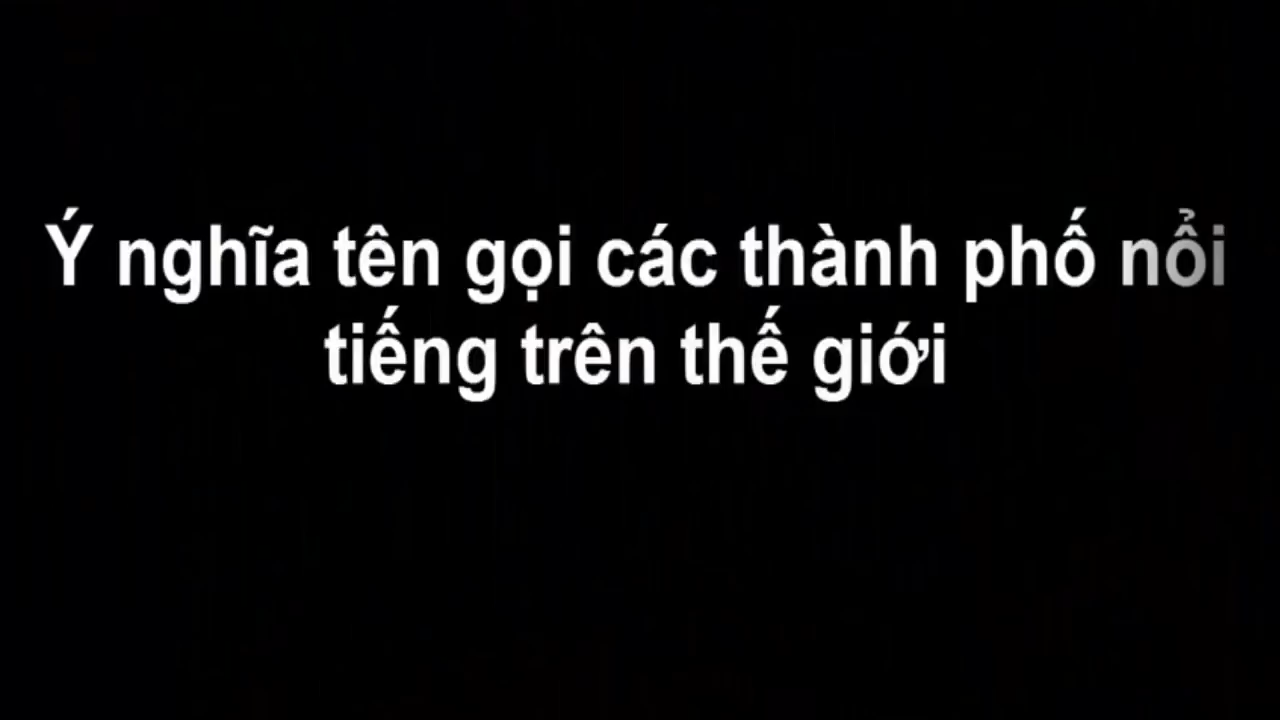 Ý nghĩa tên gọi các thành phố nổi
tiếng trên thế giới